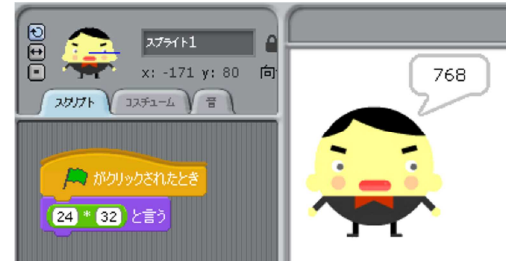 スプライト1
x: -171 y: 80 向
スクリプト コスチューム 音
がクリックされたとき
24 * 32 と言う
768